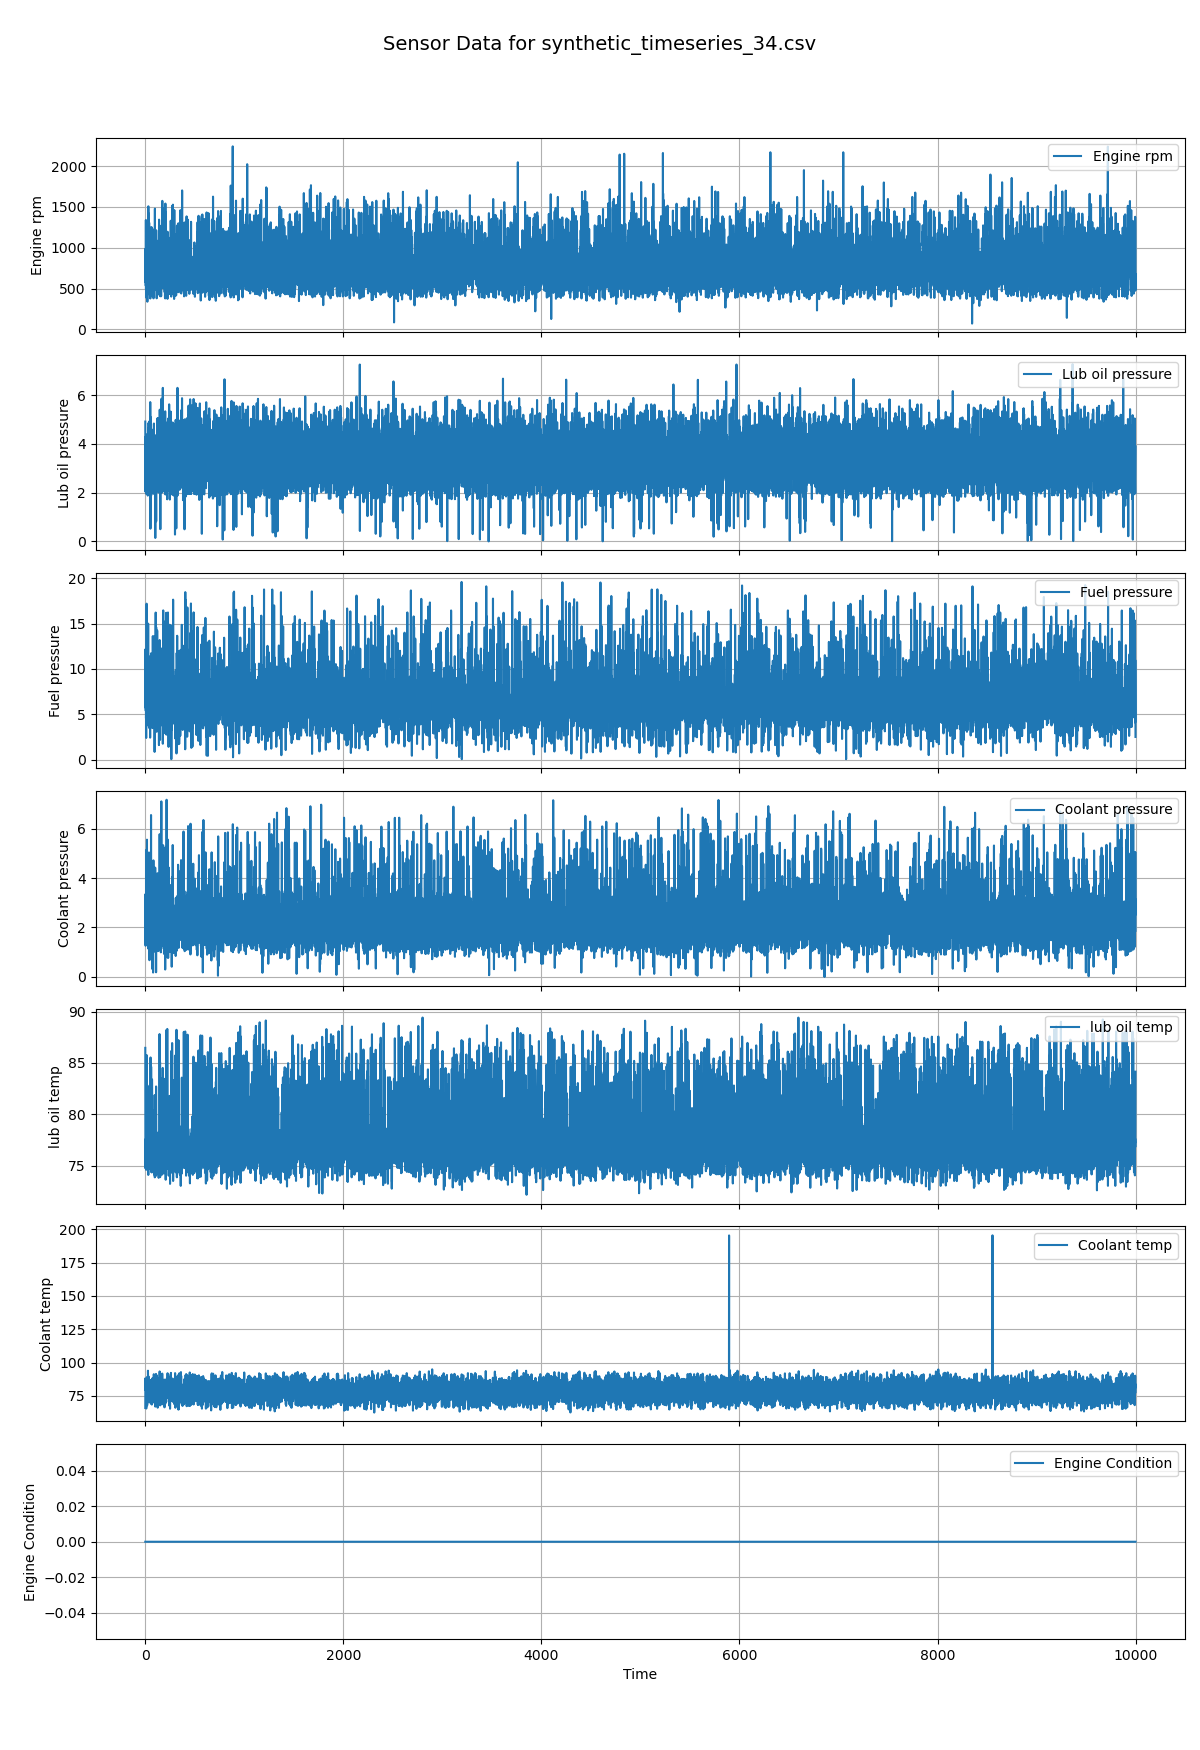 Sensor Data for synthetic_timeseries_34.csv
Engine rpm
2000
1500
1000
500
0
Engine rpm
Lub oil pressure
6
4
2
0
Lub oil pressure
Fuel pressure
20
15
10
5
0
Fuel pressure
Coolant pressure
6
4
2
0
Coolant pressure
lub oil temp
90
85
80
75
lub oil temp
Coolant temp
200
175
150
125
100
75
Coolant temp
Engine Condition
0.04
0.02
0.00
−0.02
−0.04
Engine Condition
0 2000 4000 6000 8000 10000
Time